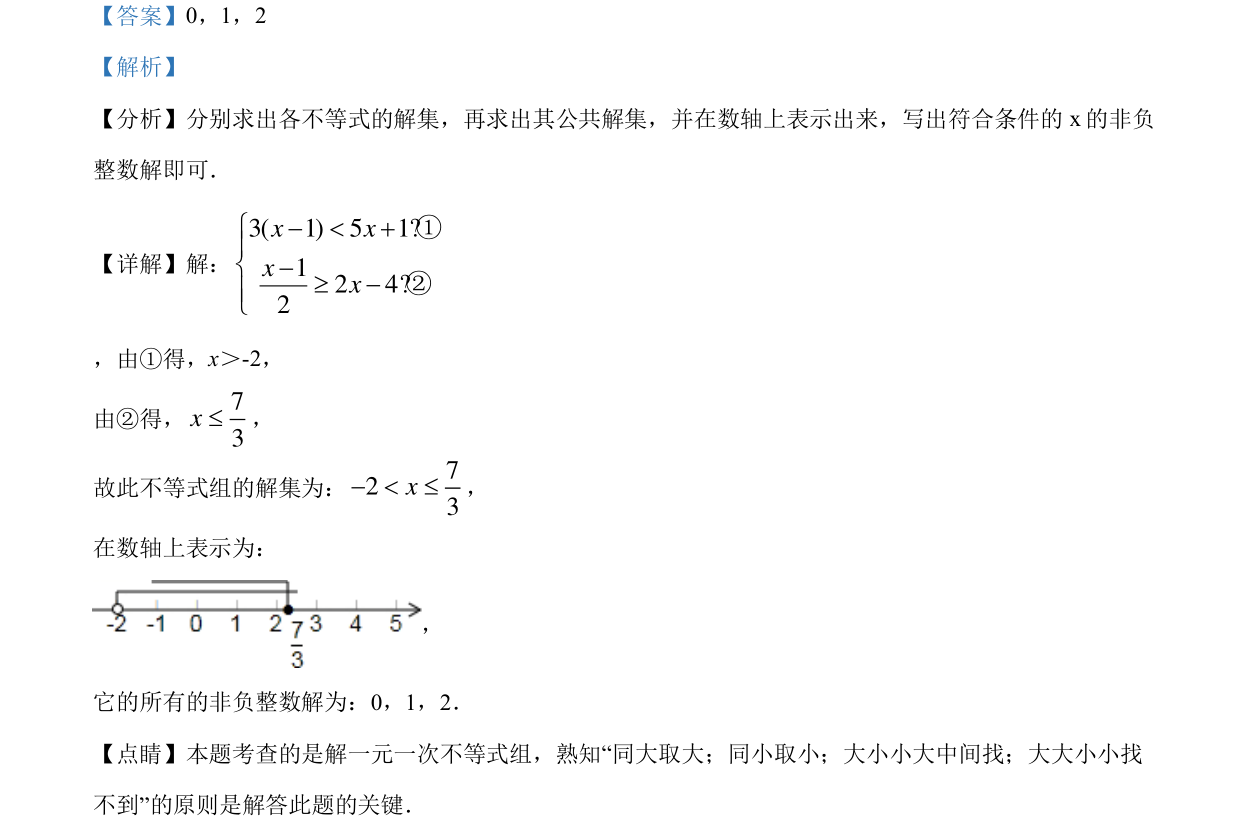 【答案】0，1，2
【解析】
【分析】分别求出各不等式的解集，再求出其公共解集，并在数轴上表示出来，写出符合条件的 x 的非负
整数解即可．
【详解】解：{3(x−1)<5x+1?①
(x−1)/2≥2x−4?②
，由①得，x＞-2，
由②得，x≤7/3，
故此不等式组的解集为：−2<x≤7/3，
在数轴上表示为：
-2 -1 0 1 2 7/3 3 4 5 ，
它的所有的非负整数解为：0，1，2．
【点睛】本题考查的是解一元一次不等式组，熟知“同大取大；同小取小；大小小大中间找；大大小小找
不到”的原则是解答此题的关键．